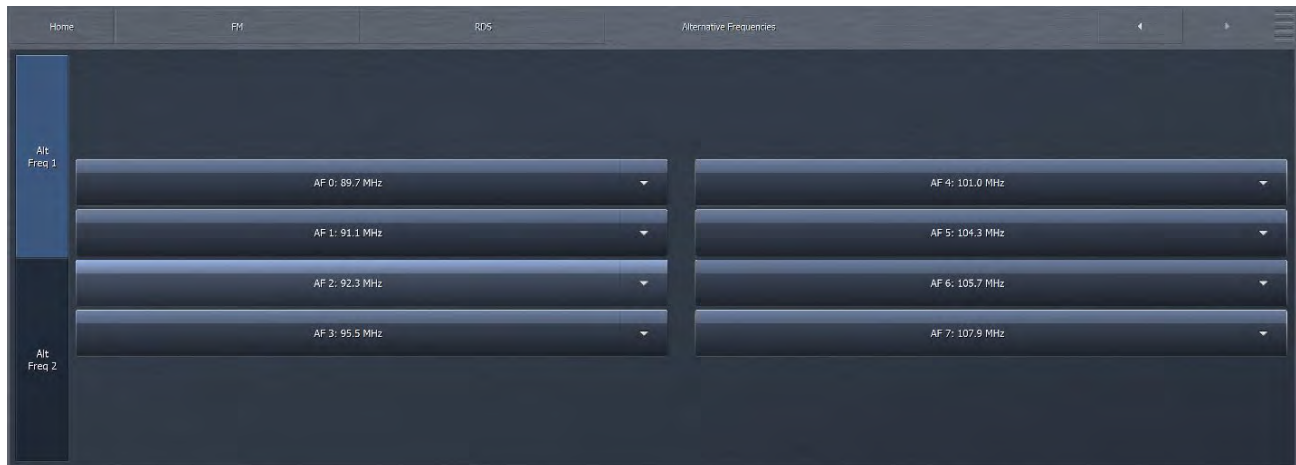 Home FM RDS Alternative Frequencies
Alt
Freq 1
AF 0: 89.7 MHz
AF 1: 91.1 MHz
AF 2: 92.3 MHz
AF 3: 95.5 MHz
AF 4: 101.0 MHz
AF 5: 104.3 MHz
AF 6: 105.7 MHz
AF 7: 107.9 MHz
Alt
Freq 2